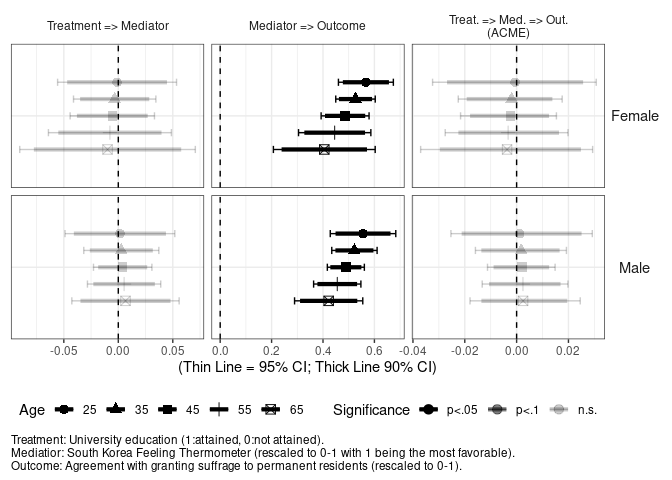 Treatment => Mediator
Mediator => Outcome
Treat. => Med. => Out.
(ACME)
Female
Male
-0.05 0.00 0.05
0.0 0.2 0.4 0.6
-0.04 -0.02 0.00 0.02
(Thin Line = 95% CI; Thick Line 90% CI)
Age 25 35 45 55 65 Significance p<.05 p<.1 n.s.
Treatment: University education (1:attained, 0:not attained).
Mediatior: South Korea Feeling Thermometer (rescaled to 0-1 with 1 being the most favorable).
Outcome: Agreement with granting suffrage to permanent residents (rescaled to 0-1).